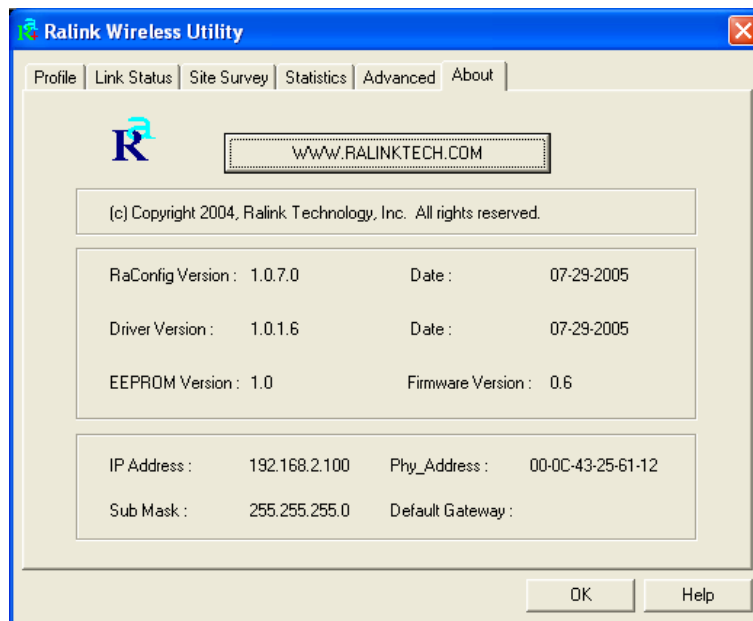 Ralink Wireless Utility
Profile Link Status Site Survey Statistics Advanced About
Ra
WWW.RALINKTECH.COM
(c) Copyright 2004, Ralink Technology, Inc. All rights reserved.
RaConfig Version : 1.0.7.0 Date : 07-29-2005
Driver Version : 1.0.1.6 Date : 07-29-2005
EEPROM Version : 1.0 Firmware Version : 0.6
IP Address : 192.168.2.100 Phy_Address : 00-0C-43-25-61-12
Sub Mask : 255.255.255.0 Default Gateway :
OK Help